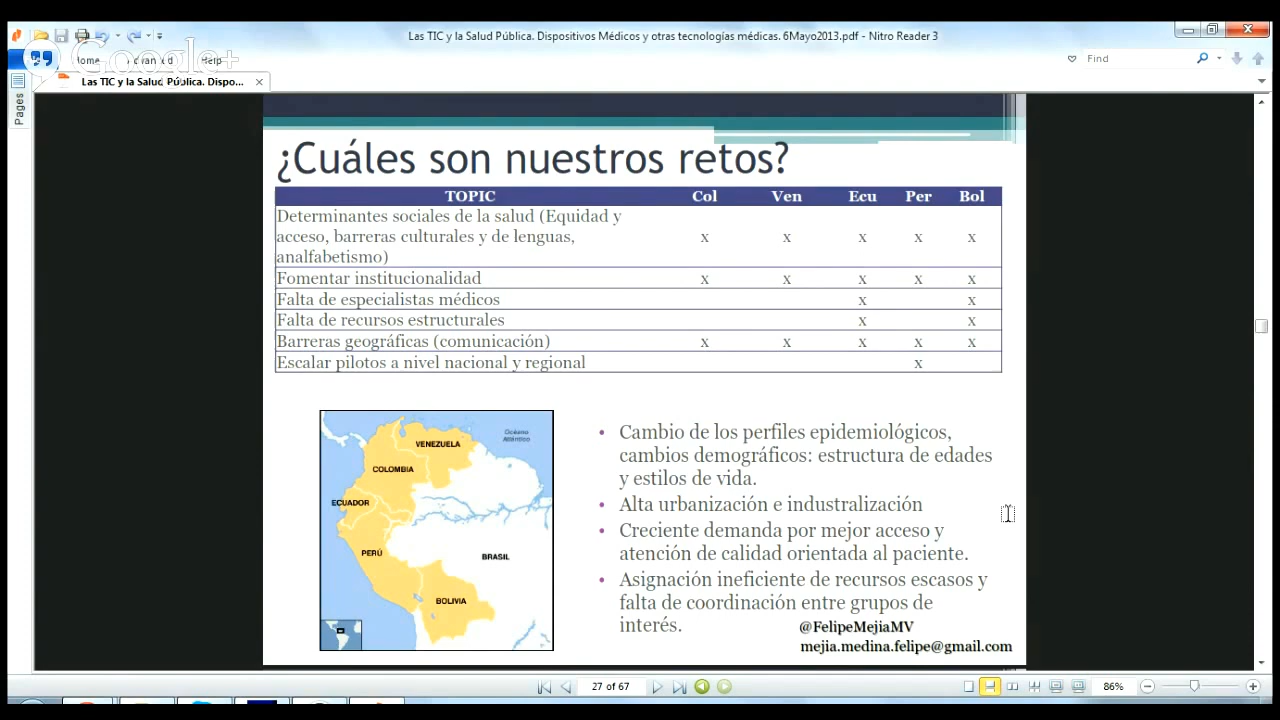 Las TIC y la Salud Pública. Dispositivos Médicos y otras tecnologías médicas. 6Mayo2013.pdf - Nitro Reader 3
Google+
Home Advanced Help
Find
Las TIC y la Salud Pública. Dispo...
Pages
¿Cuáles son nuestros retos?
TOPIC Col Ven Ecu Per Bol
Determinantes sociales de la salud (Equidad y
acceso, barreras culturales y de lenguas, x x x x x
analfabetismo)
Fomentar institucionalidad x x x x x
Falta de especialistas médicos x x
Falta de recursos estructurales x x
Barreras geográficas (comunicación) x x x x x
Escalar pilotos a nivel nacional y regional x
Océano
Atlántico
VENEZUELA
COLOMBIA
ECUADOR
PERÚ
BRASIL
BOLIVIA
• Cambio de los perfiles epidemiológicos,
cambios demográficos: estructura de edades
y estilos de vida.
• Alta urbanización e industralización
• Creciente demanda por mejor acceso y
atención de calidad orientada al paciente.
• Asignación ineficiente de recursos escasos y
falta de coordinación entre grupos de
interés.
@FelipeMejiaMV
mejia.medina.felipe@gmail.com
27 of 67
86%